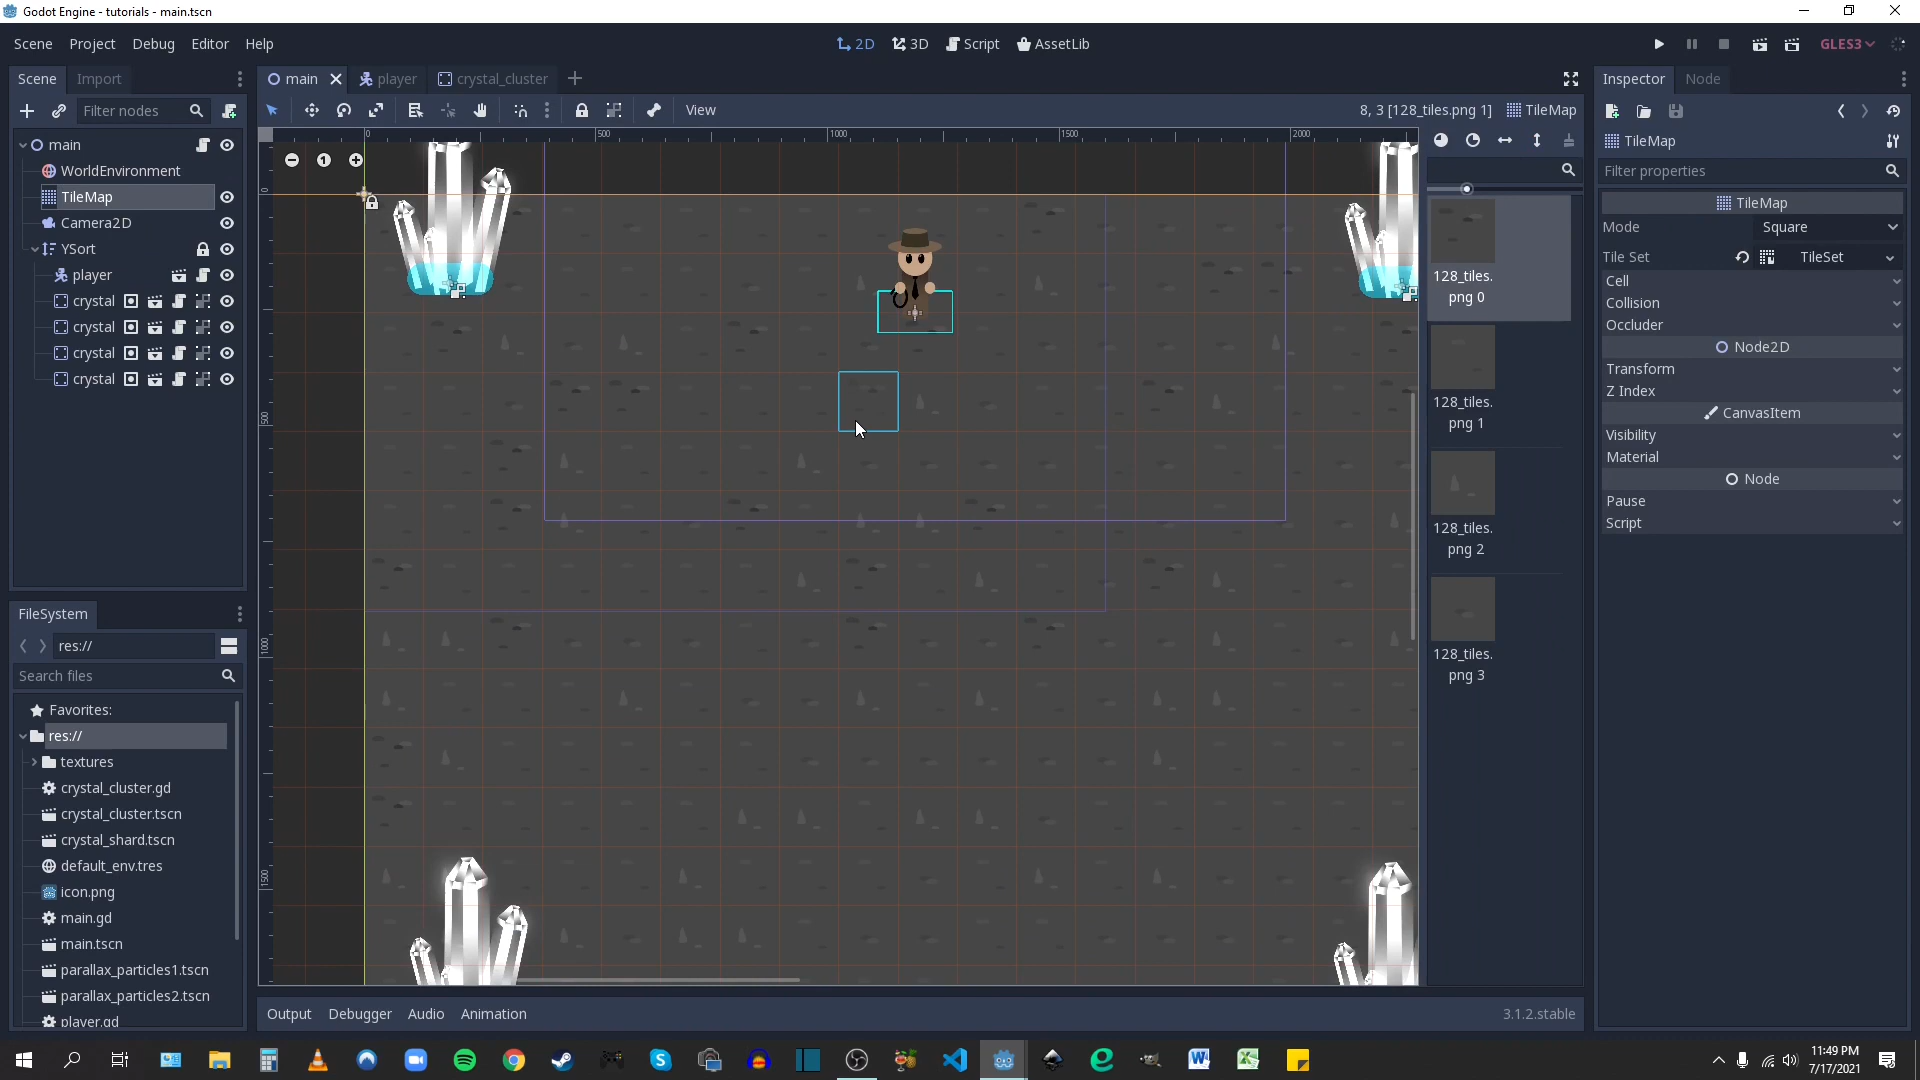 Godot Engine - tutorials - main.tscn
Scene Project Debug Editor Help
2D 3D Script AssetLib
GLES3
Scene Import
Filter nodes
main
WorldEnvironment
TileMap
Camera2D
YSort
player
crystal
crystal
crystal
crystal
FileSystem
res://
Search files
Favorites:
res://
textures
crystal_cluster.gd
crystal_cluster.tscn
crystal_shard.tscn
default_env.tres
icon.png
main.gd
main.tscn
parallax_particles1.tscn
parallax_particles2.tscn
player.gd
main player crystal_cluster
View
8, 3 [128_tiles.png 1] TileMap
0 500 1000 1500 2000
0
500
1000
1500
128_tiles.
png 0
128_tiles.
png 1
128_tiles.
png 2
128_tiles.
png 3
Output Debugger Audio Animation
3.1.2.stable
Inspector Node
TileMap
Filter properties
TileMap
Mode Square
Tile Set TileSet
Cell
Collision
Occluder
Node2D
Transform
Z Index
CanvasItem
Visibility
Material
Node
Pause
Script
11:49 PM
7/17/2021